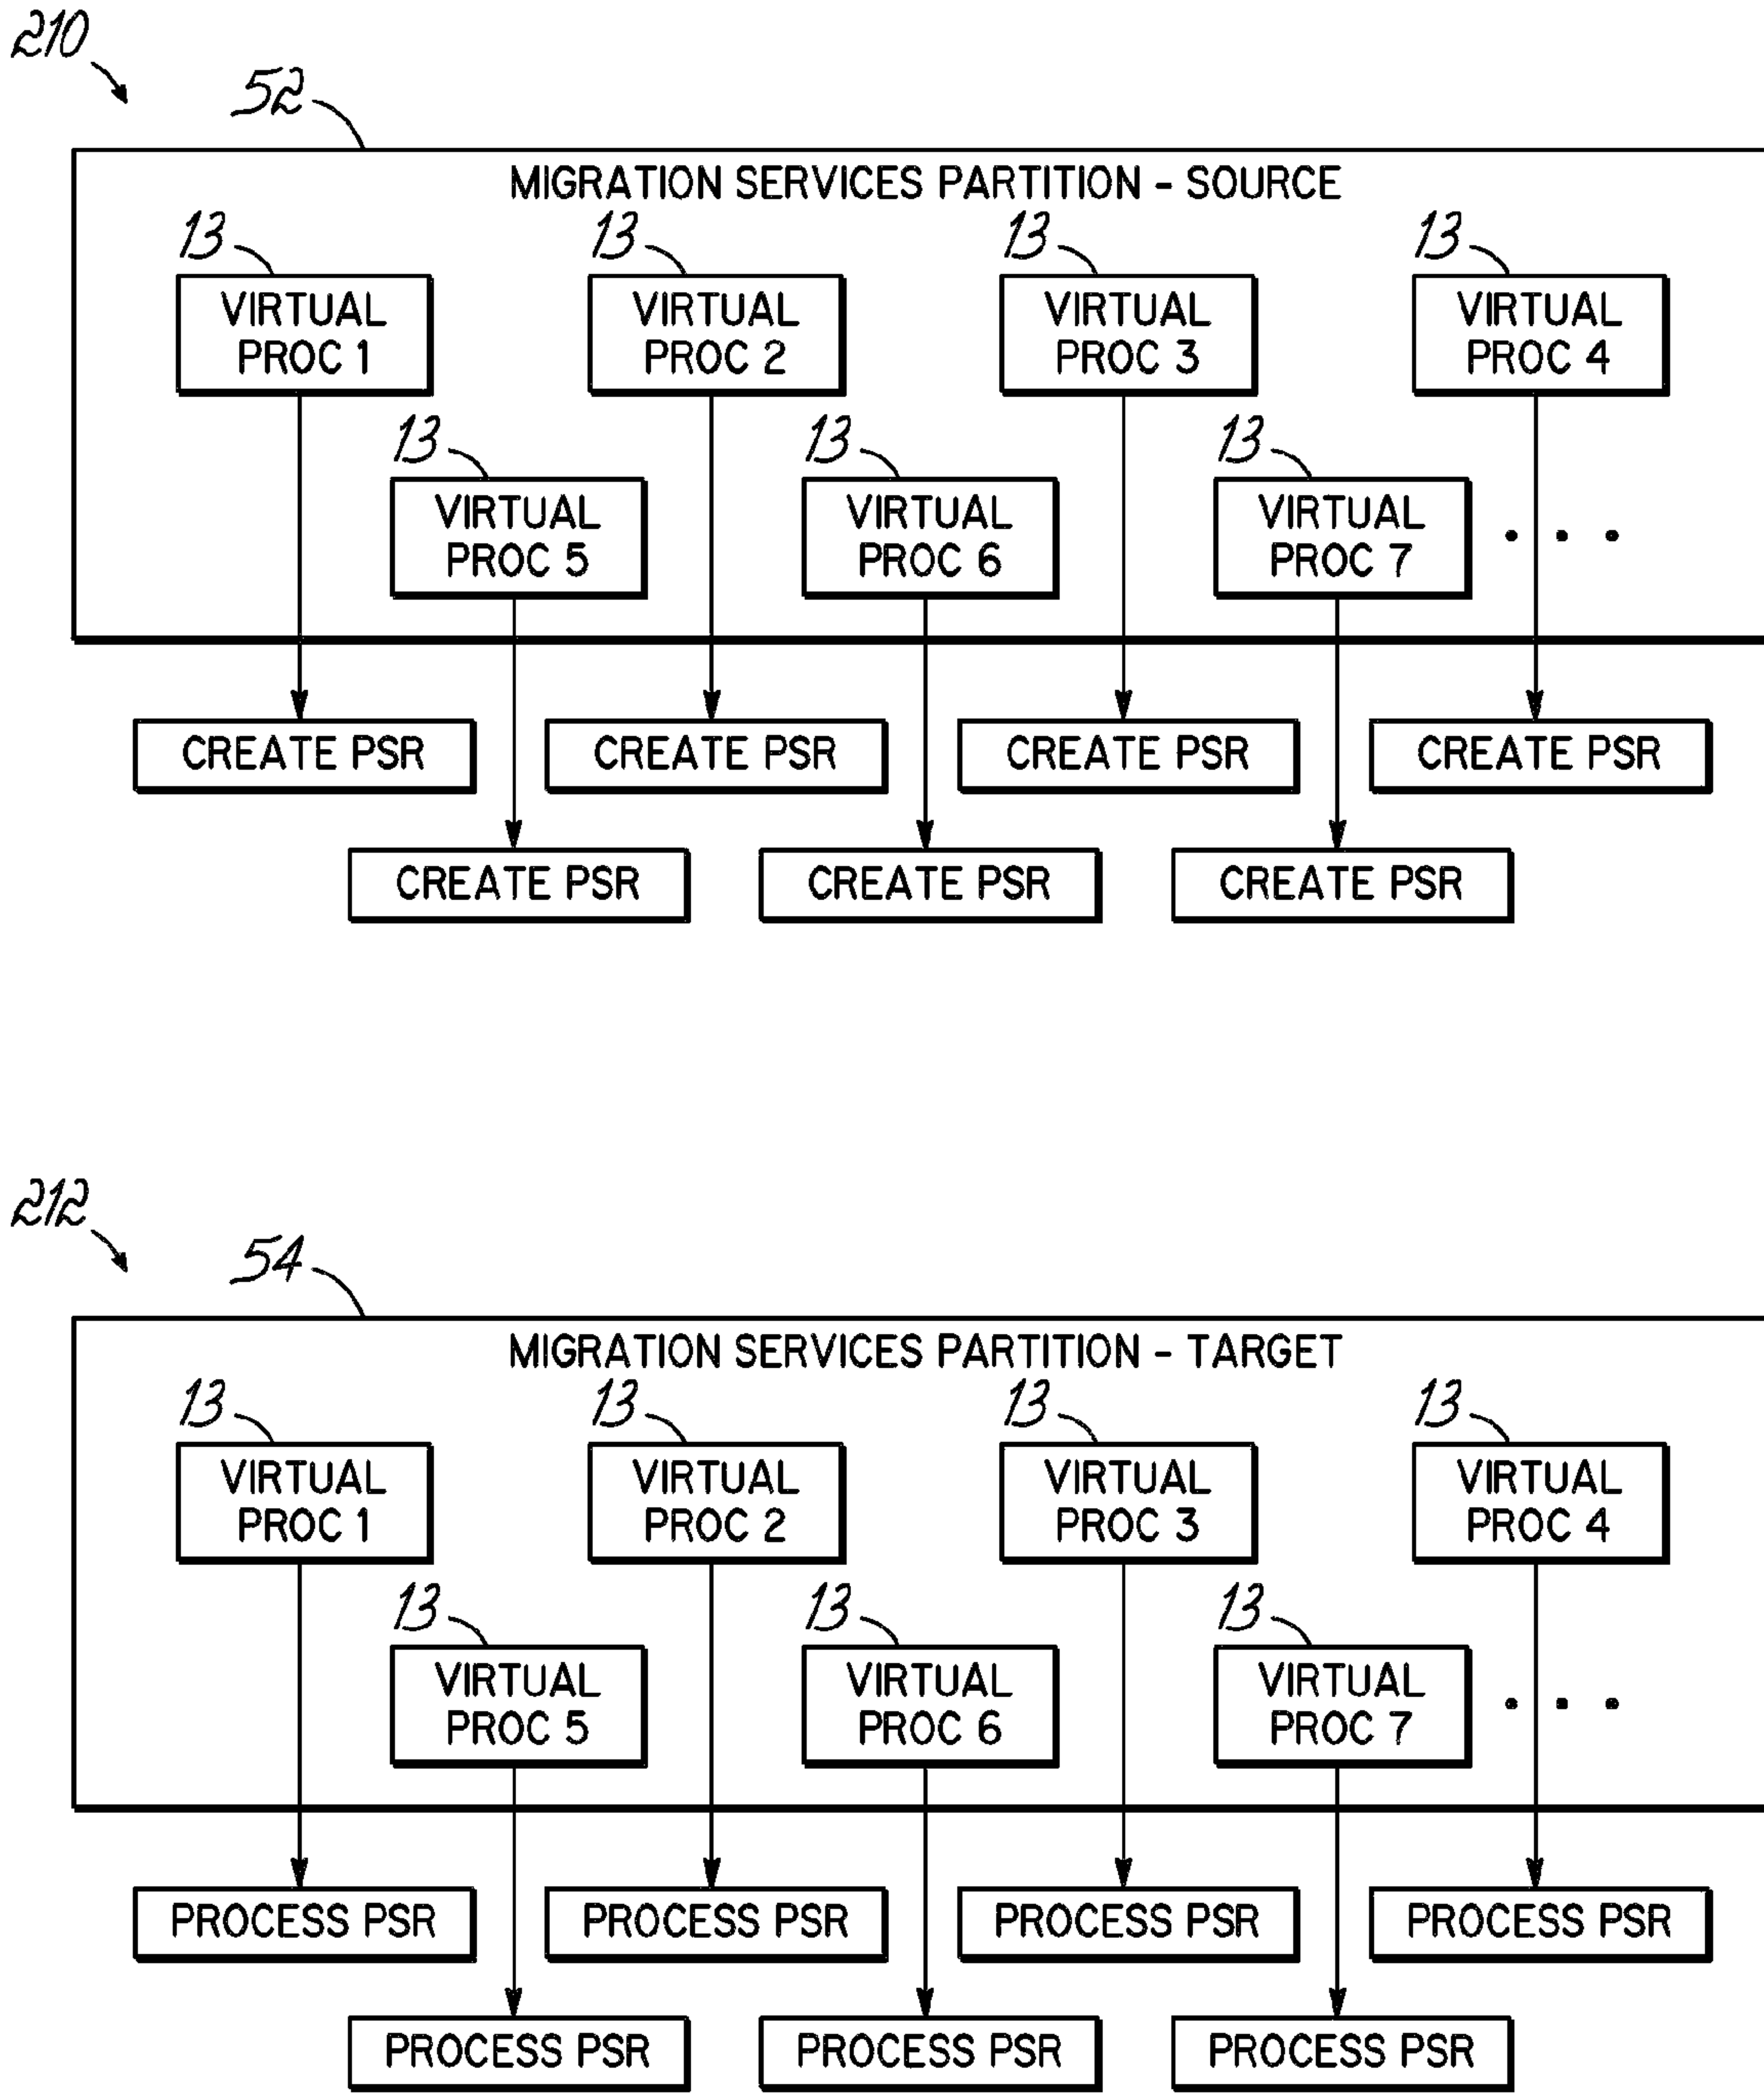 210
52
MIGRATION SERVICES PARTITION - SOURCE
13 13 13 13
VIRTUAL PROC 1
VIRTUAL PROC 2
VIRTUAL PROC 3
VIRTUAL PROC 4
13 13 13
VIRTUAL PROC 5
VIRTUAL PROC 6
VIRTUAL PROC 7
. . .
CREATE PSR CREATE PSR CREATE PSR CREATE PSR
CREATE PSR CREATE PSR CREATE PSR
212
54
MIGRATION SERVICES PARTITION - TARGET
13 13 13 13
VIRTUAL PROC 1
VIRTUAL PROC 2
VIRTUAL PROC 3
VIRTUAL PROC 4
13 13 13
VIRTUAL PROC 5
VIRTUAL PROC 6
VIRTUAL PROC 7
. . .
PROCESS PSR PROCESS PSR PROCESS PSR PROCESS PSR
PROCESS PSR PROCESS PSR PROCESS PSR